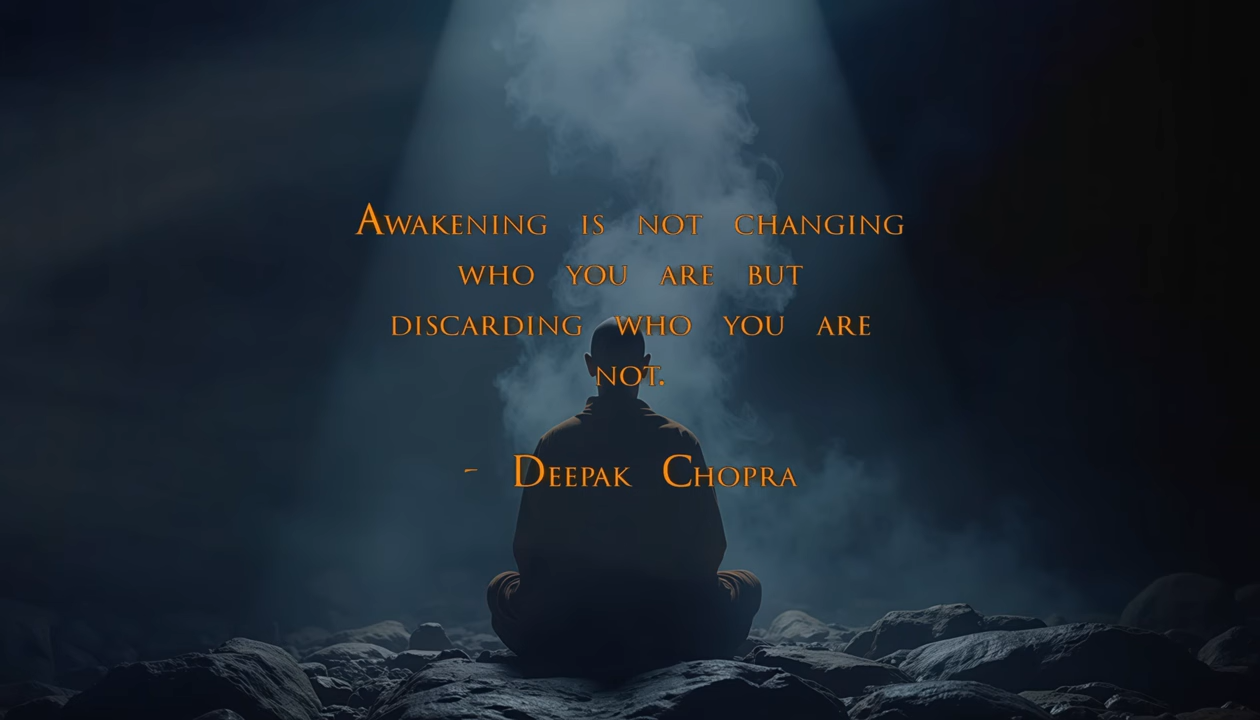 Awakening is not changing
who you are but
discarding who you are
not.
- Deepak Chopra